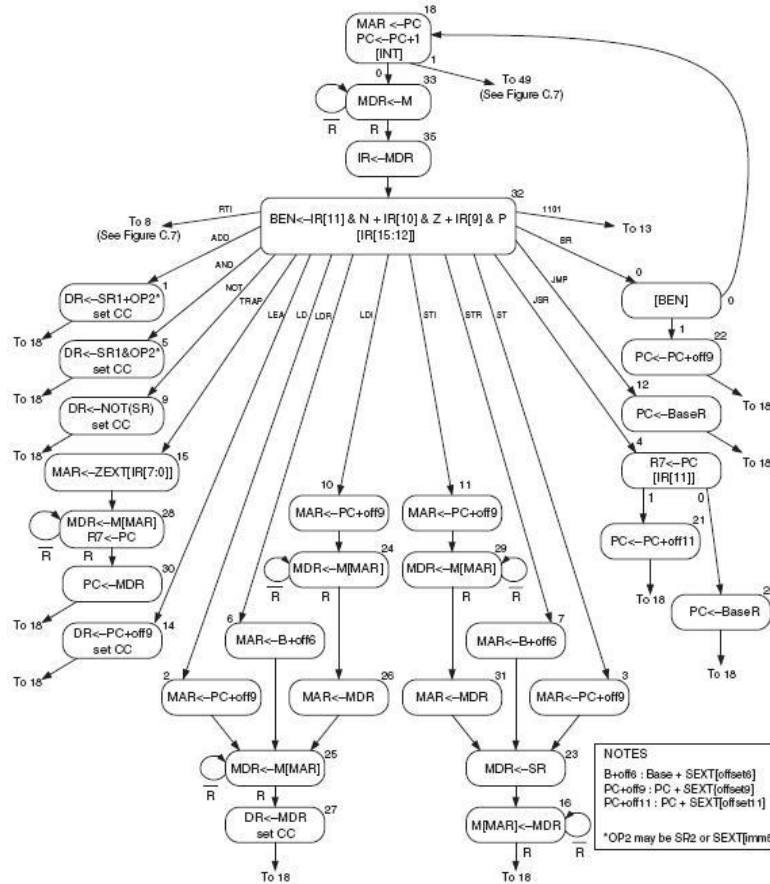 18
MAR <–PC
PC<–PC+1
[INT]
0
1
To 49
(See Figure C.7)
33
MDR<–M
R
R
35
IR<–MDR
32
BEN<–IR[11] & N + IR[10] & Z + IR[9] & P
[IR[15:12]]
RTI
To 8
(See Figure C.7)
1101
To 13
ADD
AND
NOT
TRAP
LEA
LD
LDR
LDI
STI
STR
ST
JSR
JMP
SR
1
DR<–SR1+OP2*
set CC
To 18
5
DR<–SR1&OP2*
set CC
To 18
9
DR<–NOT(SR)
set CC
To 18
15
MAR<–ZEXT[IR[7:0]]
28
MDR<–M[MAR]
R7<–PC
R
R
30
PC<–MDR
To 18
14
DR<–PC+off9
set CC
To 18
0
[BEN]
0
1
22
PC<–PC+off9
To 18
12
PC<–BaseR
To 18
4
R7<–PC
[IR[11]]
1
0
21
PC<–PC+off11
To 18
2
PC<–BaseR
To 18
10
MAR<–PC+off9
24
MDR<–M[MAR]
R
R
11
MAR<–PC+off9
29
MDR<–M[MAR]
R
R
6
MAR<–B+off6
7
MAR<–B+off6
2
MAR<–PC+off9
26
MAR<–MDR
31
MAR<–MDR
3
MAR<–PC+off9
25
MDR<–M[MAR]
R
R
27
DR<–MDR
set CC
To 18
23
MDR<–SR
16
M[MAR]<–MDR
R
R
To 18
NOTES
B+off6 : Base + SEXT[offset6]
PC+off9 : PC + SEXT[offset9]
PC+off11 : PC + SEXT[offset11]
*OP2 may be SR2 or SEXT[imm5